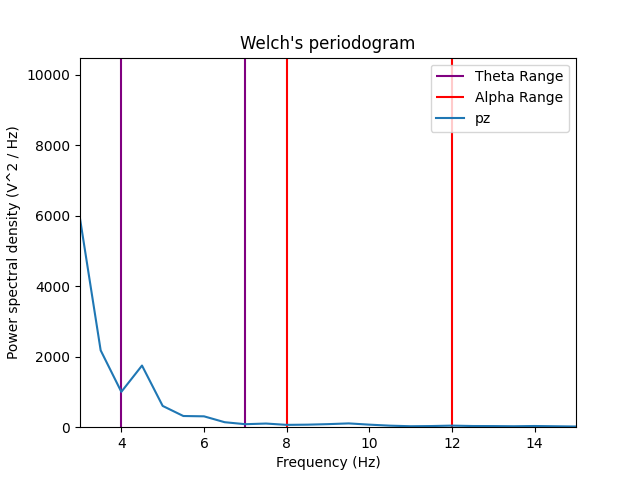 Welch's periodogram
Power spectral density (V^2 / Hz)
10000
8000
6000
4000
2000
0
Theta Range
Alpha Range
pz
4
6
8
10
12
14
Frequency (Hz)